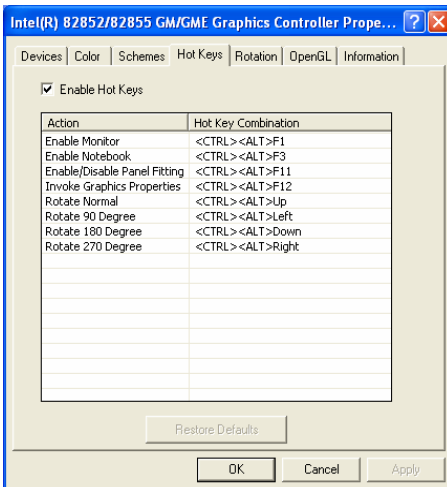 Intel(R) 82852/82855 GM/GME Graphics Controller Prope...
Devices Color Schemes Hot Keys Rotation OpenGL Information
Enable Hot Keys
Action Hot Key Combination
Enable Monitor <CTRL><ALT>F1
Enable Notebook <CTRL><ALT>F3
Enable/Disable Panel Fitting <CTRL><ALT>F11
Invoke Graphics Properties <CTRL><ALT>F12
Rotate Normal <CTRL><ALT>Up
Rotate 90 Degree <CTRL><ALT>Left
Rotate 180 Degree <CTRL><ALT>Down
Rotate 270 Degree <CTRL><ALT>Right
Restore Defaults
OK Cancel Apply